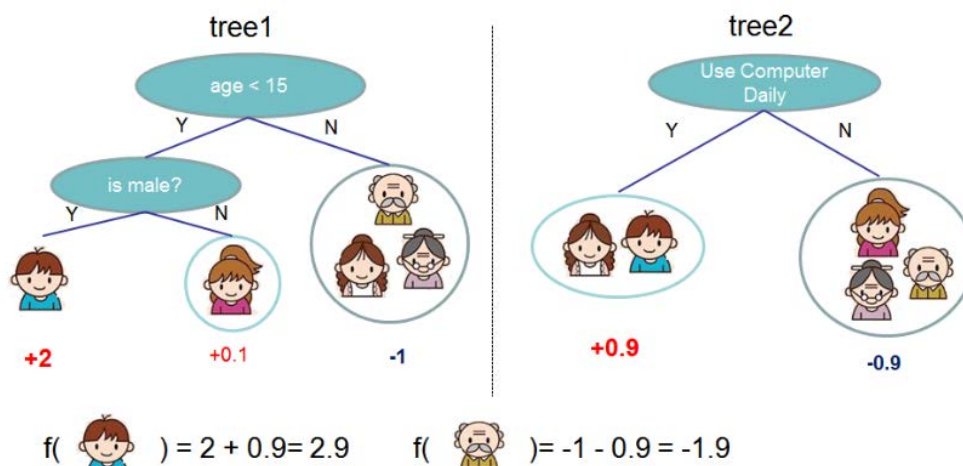 tree1
age < 15
Y
N
is male?
Y
N
+2
+0.1
-1
tree2
Use Computer
Daily
Y
N
+0.9
-0.9
f( ) = 2 + 0.9= 2.9
f( )= -1 - 0.9 = -1.9